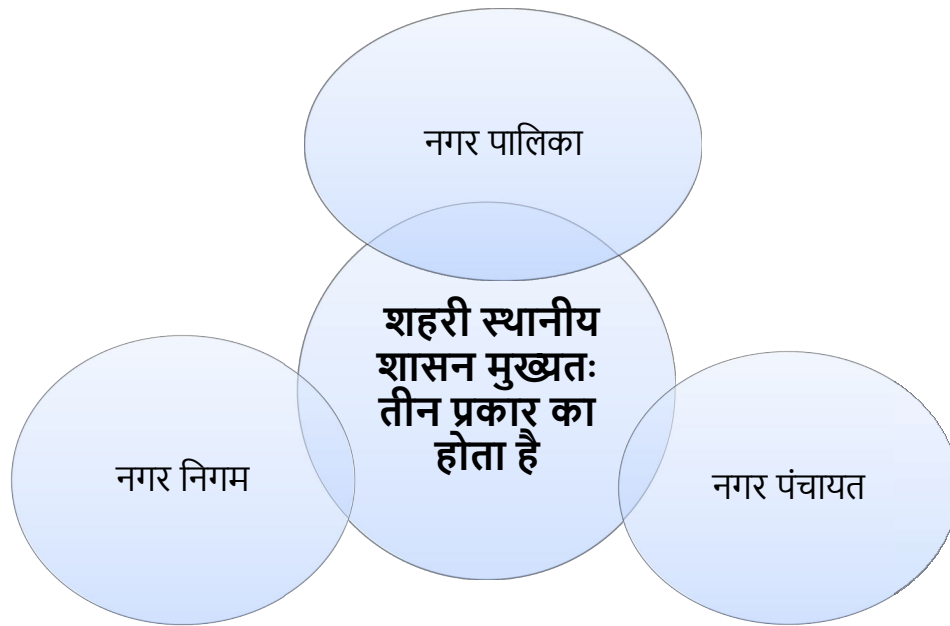 नगर पालिका
शहरी स्थानीय
शासन मुख्यतः
तीन प्रकार का
होता है
नगर निगम
नगर पंचायत